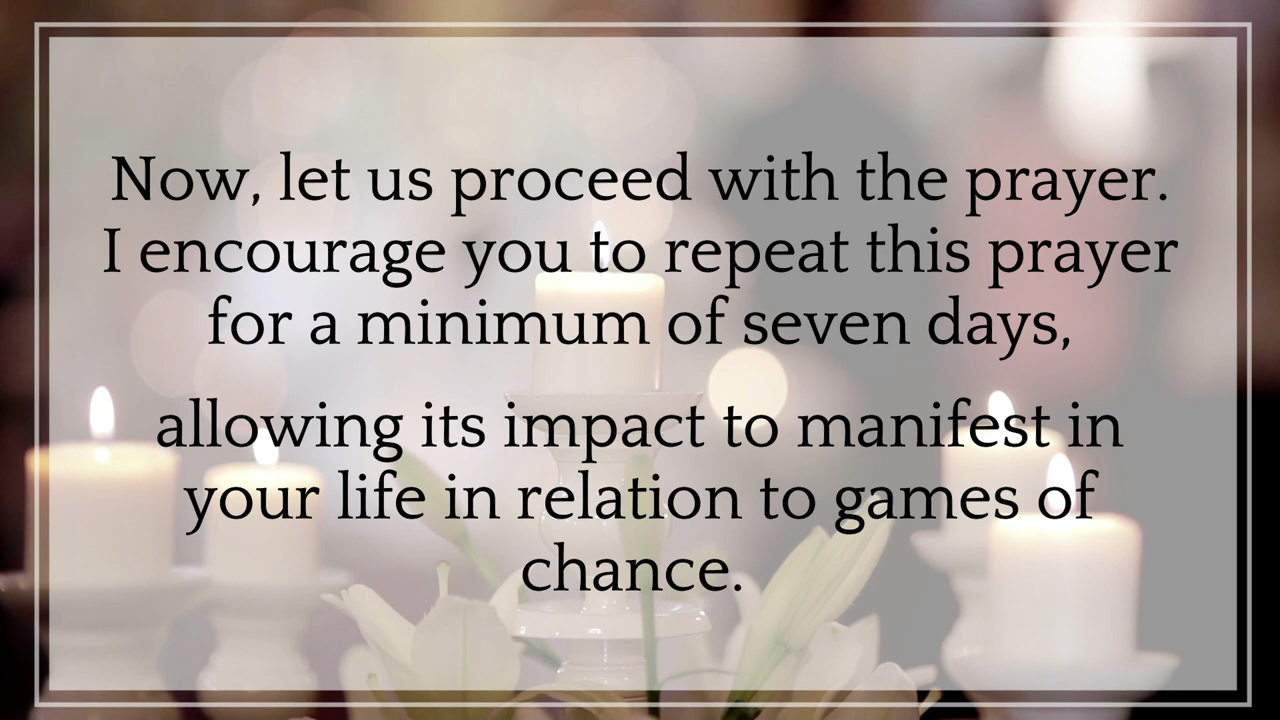 Now, let us proceed with the prayer.
I encourage you to repeat this prayer
for a minimum of seven days,
allowing its impact to manifest in
your life in relation to games of
chance.